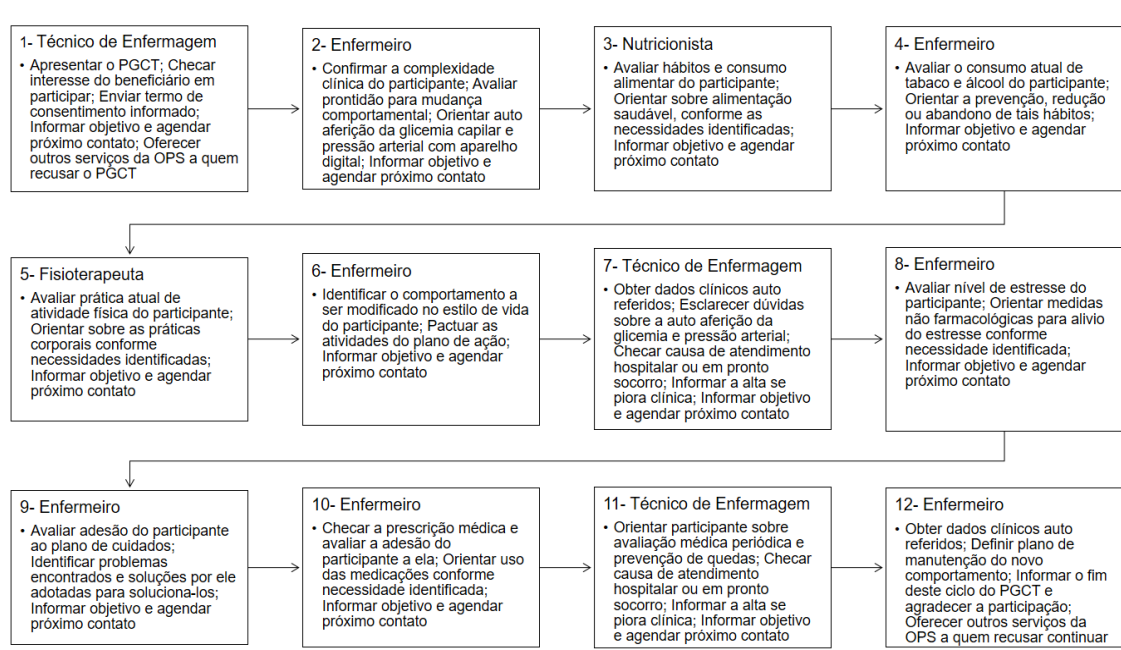 1- Técnico de Enfermagem
• Apresentar o PGCT; Checar
interesse do beneficiário em
participar; Enviar termo de
consentimento informado;
Informar objetivo e agendar
próximo contato; Oferecer
outros serviços da OPS a quem
recusar o PGCT
2- Enfermeiro
• Confirmar a complexidade
clínica do participante; Avaliar
prontidão para mudança
comportamental; Orientar auto
aferição da glicemia capilar e
pressão arterial com aparelho
digital; Informar objetivo e
agendar próximo contato
3- Nutricionista
• Avaliar hábitos e consumo
alimentar do participante;
Orientar sobre alimentação
saudável, conforme as
necessidades identificadas;
Informar objetivo e agendar
próximo contato
4- Enfermeiro
• Avaliar o consumo atual de
tabaco e álcool do participante;
Orientar a prevenção, redução
ou abandono de tais hábitos;
Informar objetivo e agendar
próximo contato
5- Fisioterapeuta
• Avaliar prática atual de
atividade física do participante;
Orientar sobre as práticas
corporais conforme
necessidades identificadas;
Informar objetivo e agendar
próximo contato
6- Enfermeiro
• Identificar o comportamento a
ser modificado no estilo de vida
do participante; Pactuar as
atividades do plano de ação;
Informar objetivo e agendar
próximo contato
7- Técnico de Enfermagem
• Obter dados clínicos auto
referidos; Esclarecer dúvidas
sobre a auto aferição da
glicemia e pressão arterial;
Checar causa de atendimento
hospitalar ou em pronto
socorro; Informar a alta se
piora clínica; Informar objetivo
e agendar próximo contato
8- Enfermeiro
• Avaliar nível de estresse do
participante; Orientar medidas
não farmacológicas para alivio
do estresse conforme
necessidade identificada;
Informar objetivo e agendar
próximo contato
9- Enfermeiro
• Avaliar adesão do participante
ao plano de cuidados;
Identificar problemas
encontrados e soluções por ele
adotadas para soluciona-los;
Informar objetivo e agendar
próximo contato
10- Enfermeiro
• Checar a prescrição médica e
avaliar a adesão do
participante a ela; Orientar uso
das medicações conforme
necessidade identificada;
Informar objetivo e agendar
próximo contato
11- Técnico de Enfermagem
• Orientar participante sobre
avaliação médica periódica e
prevenção de quedas; Checar
causa de atendimento
hospitalar ou em pronto
socorro; Informar a alta se
piora clínica; Informar objetivo
e agendar próximo contato
12- Enfermeiro
• Obter dados clínicos auto
referidos; Definir plano de
manutenção do novo
comportamento; Informar o fim
deste ciclo do PGCT e
agradecer a participação;
Oferecer outros serviços da
OPS a quem recusar continuar